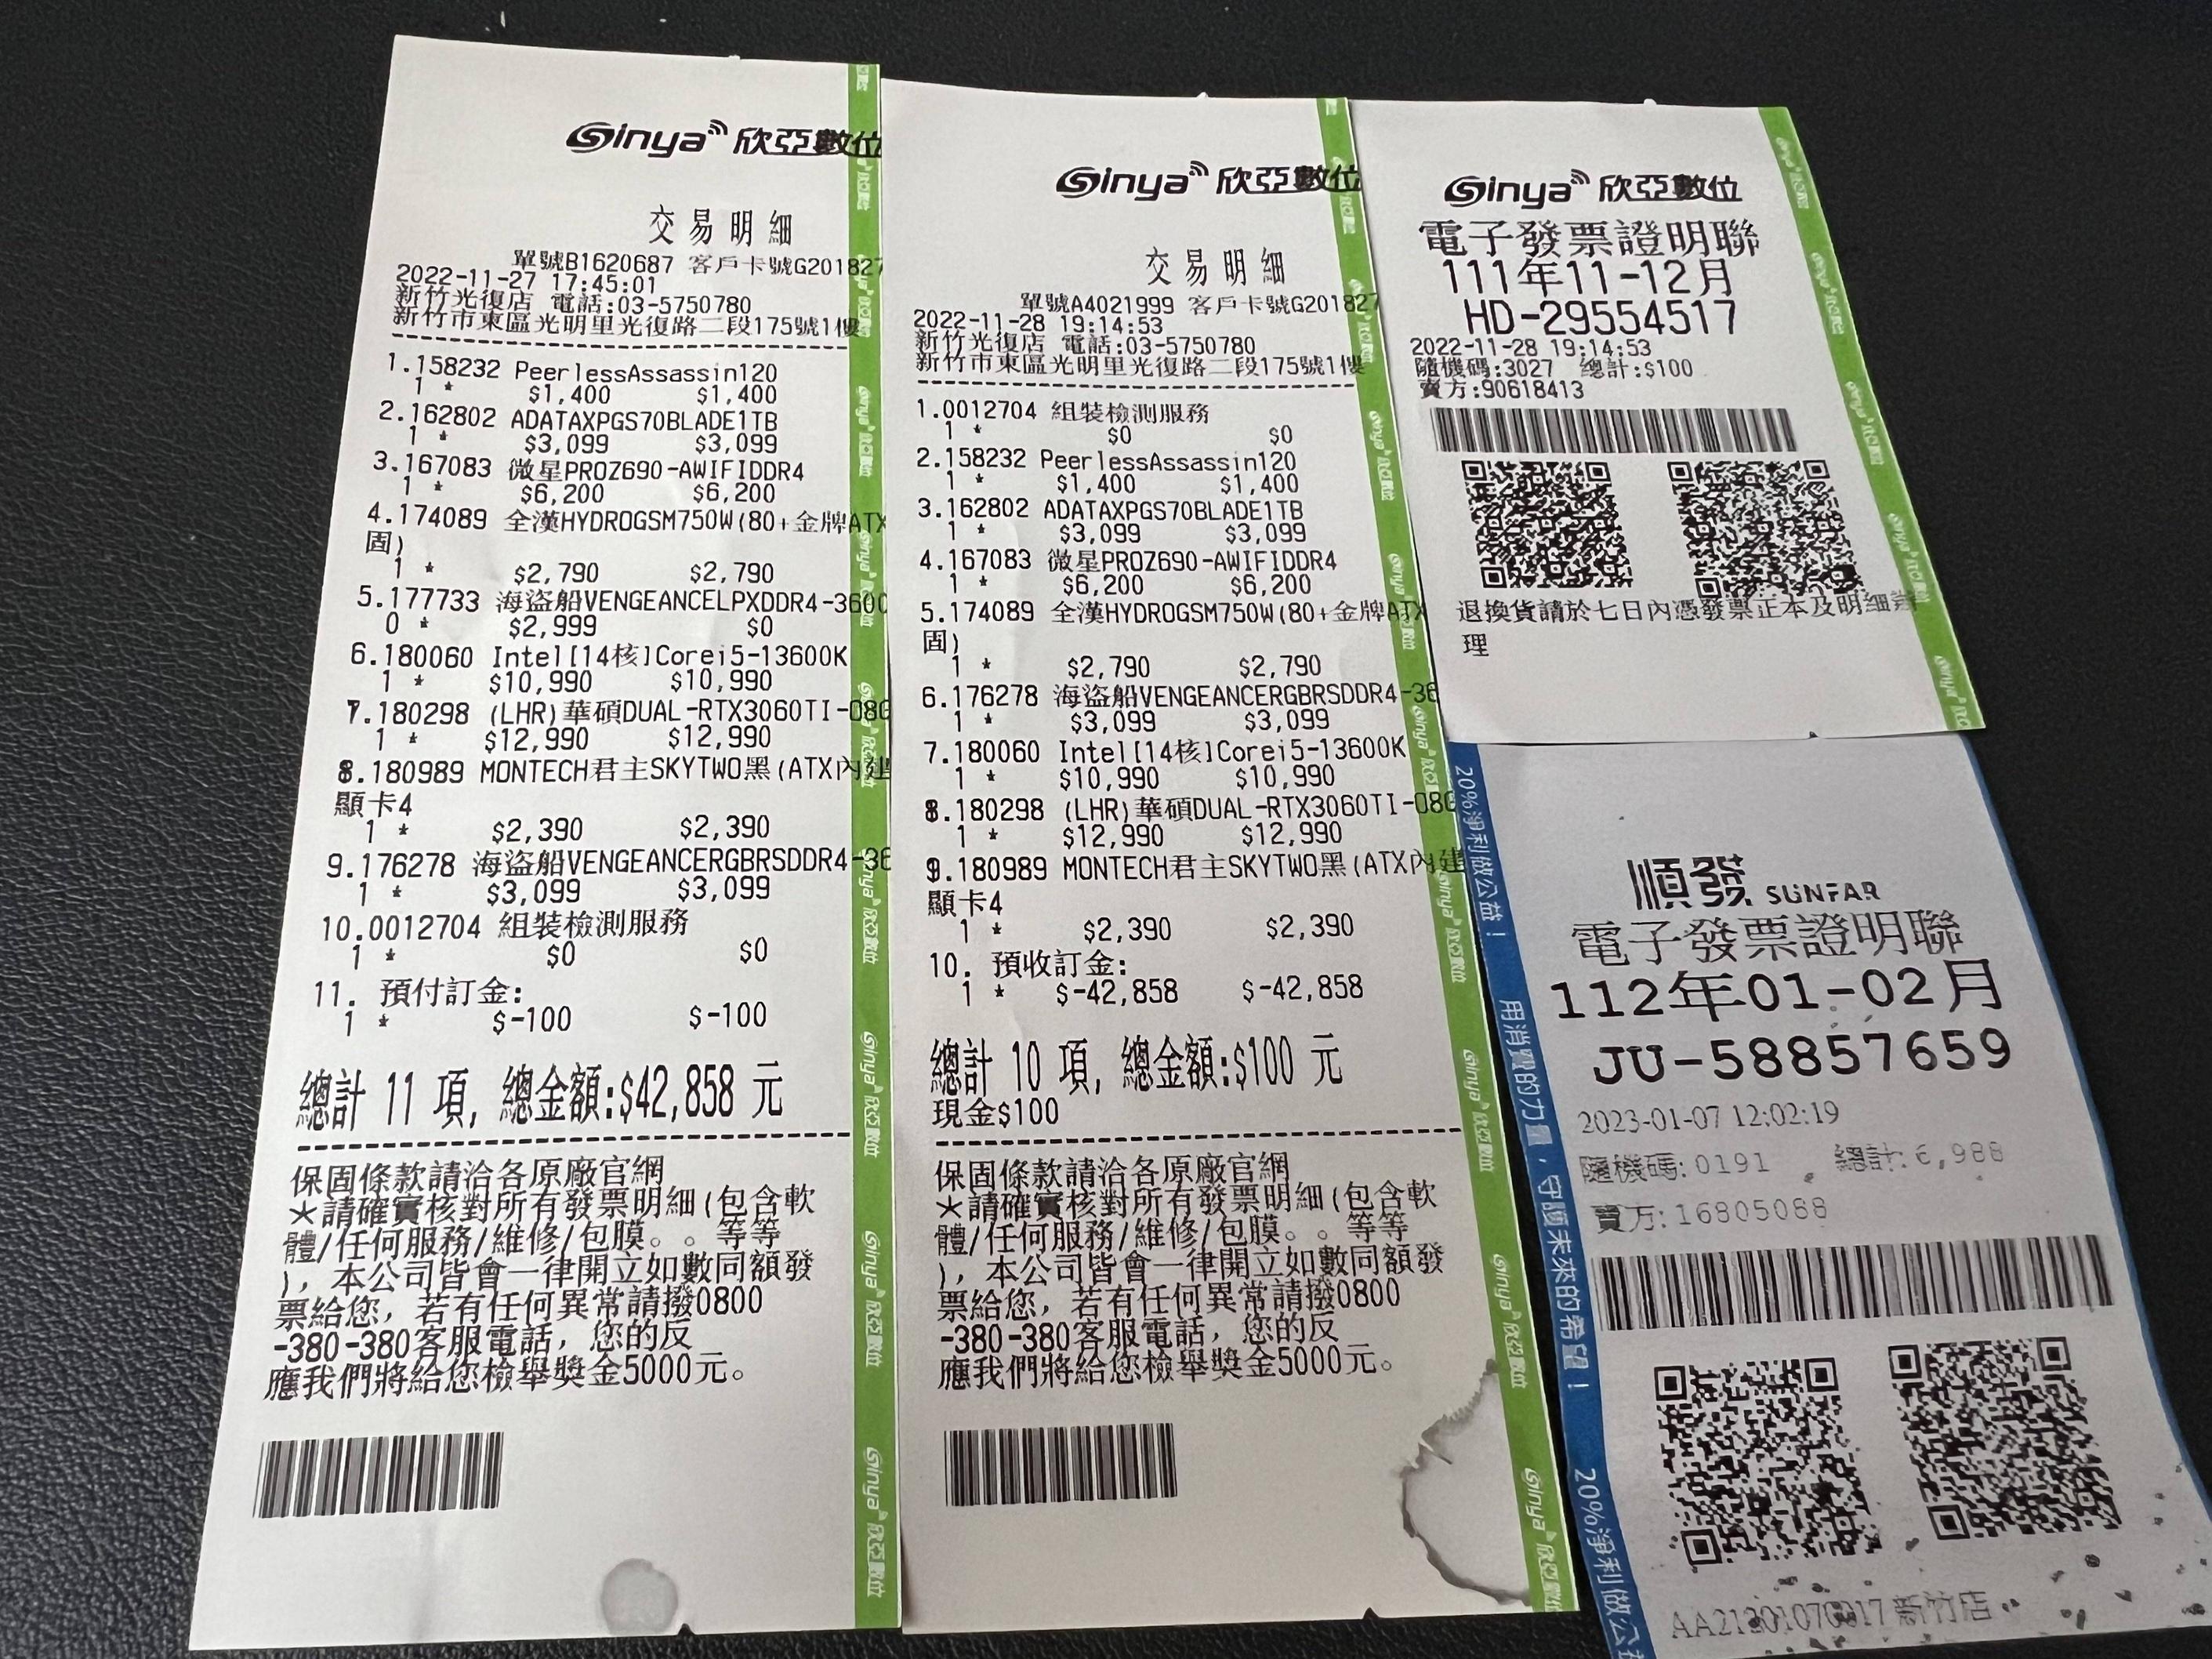 Sinya 欣亞數位
交易明細
單號B1620687 客戶卡號G201827
2022-11-27 17:45:01
新竹光復店 電話:03-5750780
新竹市東區光明里光復路二段175號1樓
1.158232 PeerlessAssassin120
1 * $1,400 $1,400
2.162802 ADATAXPGS70BLADE1TB
1 * $3,099 $3,099
3.167083 微星PROZ690-AWIFIDDR4
1 * $6,200 $6,200
4.174089 全漢HYDROGSM750W(80+金牌ATX
固)
1 * $2,790 $2,790
5.177733 海盜船VENGEANCELPXDDR4-3600
0 * $2,999 $0
6.180060 Intel[14核]Corei5-13600K
1 * $10,990 $10,990
7.180298 (LHR)華碩DUAL-RTX3060TI-O8G
1 * $12,990 $12,990
8.180989 MONTECH君主SKYTWO黑(ATX內建
顯卡4
1 * $2,390 $2,390
9.176278 海盜船VENGEANCERGBRSDDR4-36
1 * $3,099 $3,099
10.0012704 組裝檢測服務
1 * $0 $0
11. 預付訂金:
1 * $-100 $-100
總計 11 項, 總金額:$42,858 元
保固條款請洽各原廠官網
*請確實核對所有發票明細(包含軟
體/任何服務/維修/包膜。。等等
), 本公司皆會一律開立如數同額發
票給您, 若有任何異常請撥0800
-380-380客服電話, 您的反
應我們將給您檢舉獎金5000元。
Sinya 欣亞數位
交易明細
單號A4021999 客戶卡號G201827
2022-11-28 19:14:53
新竹光復店 電話:03-5750780
新竹市東區光明里光復路二段175號1樓
1.0012704 組裝檢測服務
1 * $0 $0
2.158232 PeerlessAssassin120
1 * $1,400 $1,400
3.162802 ADATAXPGS70BLADE1TB
1 * $3,099 $3,099
4.167083 微星PROZ690-AWIFIDDR4
1 * $6,200 $6,200
5.174089 全漢HYDROGSM750W(80+金牌ATX
固)
1 * $2,790 $2,790
6.176278 海盜船VENGEANCERGBRSDDR4-36
1 * $3,099 $3,099
7.180060 Intel[14核]Corei5-13600K
1 * $10,990 $10,990
8.180298 (LHR)華碩DUAL-RTX3060TI-O8G
1 * $12,990 $12,990
9.180989 MONTECH君主SKYTWO黑(ATX內建
顯卡4
1 * $2,390 $2,390
10. 預收訂金:
1 * $-42,858 $-42,858
總計 10 項, 總金額:$100 元
現金$100
保固條款請洽各原廠官網
*請確實核對所有發票明細(包含軟
體/任何服務/維修/包膜。。等等
), 本公司皆會一律開立如數同額發
票給您, 若有任何異常請撥0800
-380-380客服電話, 您的反
應我們將給您檢舉獎金5000元。
Sinya 欣亞數位
電子發票證明聯
111年11-12月
HD-29554517
2022-11-28 19:14:53
隨機碼:3027 總計:$100
賣方:90618413
退換貨請於七日內憑發票正本及明細辦
理
順發 SUNFAR
電子發票證明聯
112年01-02月
JU-58857659
2023-01-07 12:02:19
隨機碼: 0191 總計: 6,988
賣方: 16805088
新竹店
20%淨利做公益!
用消費的力量,守護未來的希望!
20%淨利做公